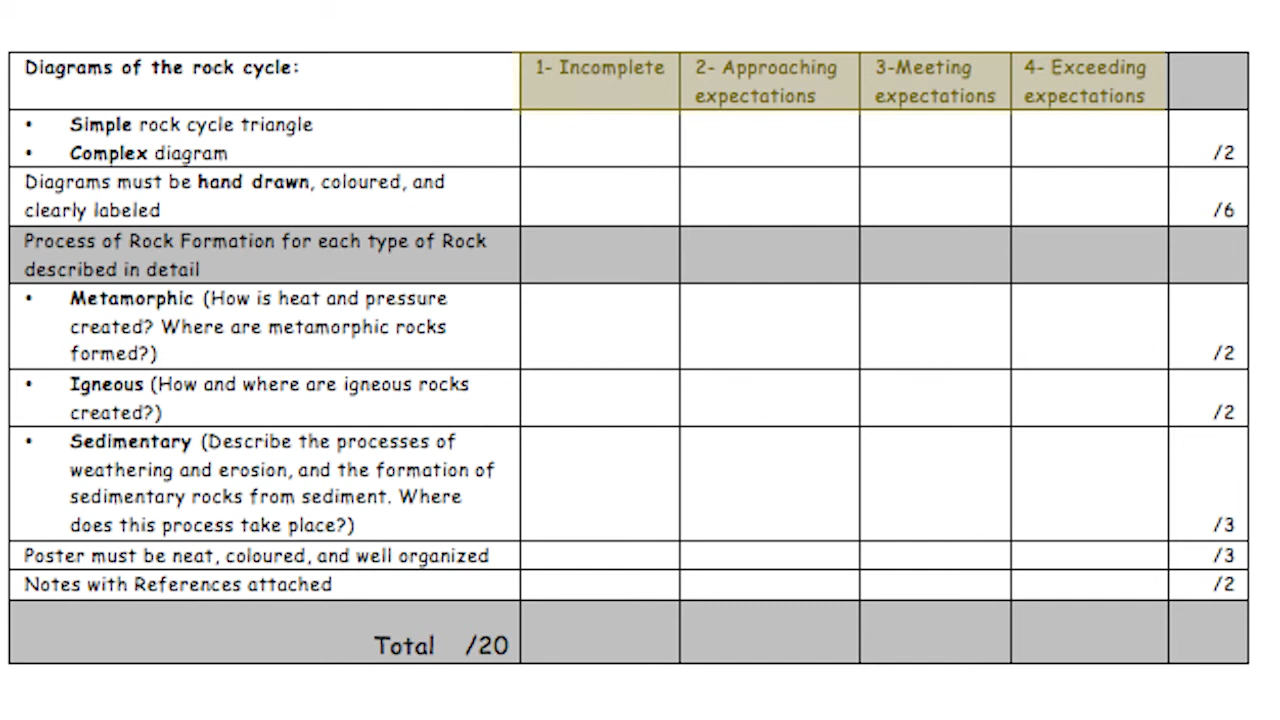 Diagrams of the rock cycle:
1- Incomplete
2- Approaching
expectations
3-Meeting
expectations
4- Exceeding
expectations
• Simple rock cycle triangle
• Complex diagram
/2
Diagrams must be hand drawn, coloured, and
clearly labeled
/6
Process of Rock Formation for each type of Rock
described in detail
• Metamorphic (How is heat and pressure
created? Where are metamorphic rocks
formed?)
/2
• Igneous (How and where are igneous rocks
created?)
/2
• Sedimentary (Describe the processes of
weathering and erosion, and the formation of
sedimentary rocks from sediment. Where
does this process take place?)
/3
Poster must be neat, coloured, and well organized
/3
Notes with References attached
/2
Total /20